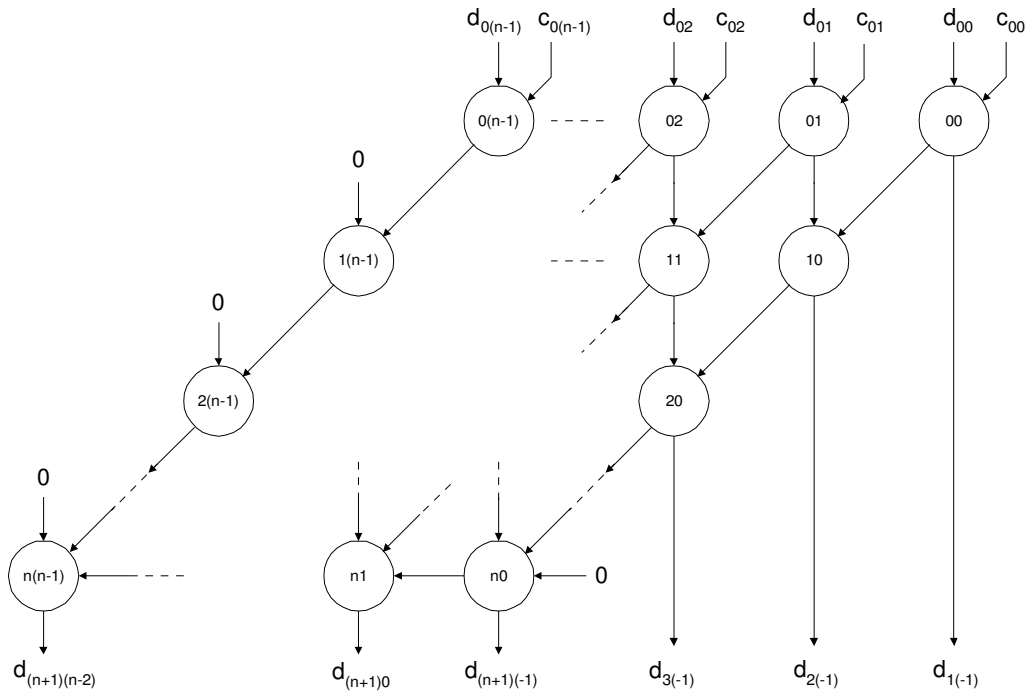 d0(n-1) c0(n-1) d02 c02 d01 c01 d00 c00
0(n-1) 02 01 00
0
1(n-1) 11 10
0
2(n-1) 20
0
n(n-1) n1 n0 0
d(n+1)(n-2) d(n+1)0 d(n+1)(-1) d3(-1) d2(-1) d1(-1)